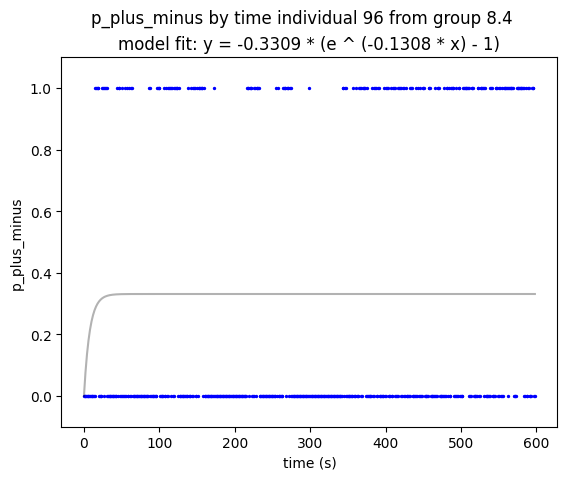 p_plus_minus by time individual 96 from group 8.4
model fit: y = -0.3309 * (e ^ (-0.1308 * x) - 1)
1.0
0.8
0.6
0.4
0.2
0.0
p_plus_minus
0 100 200 300 400 500 600
time (s)